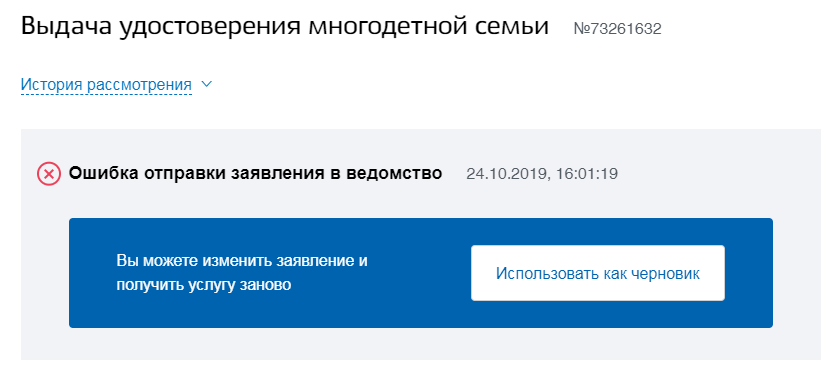 Выдача удостоверения многодетной семьи №73261632
История рассмотрения
Ошибка отправки заявления в ведомство 24.10.2019, 16:01:19
Вы можете изменить заявление и
получить услугу заново
Использовать как черновик